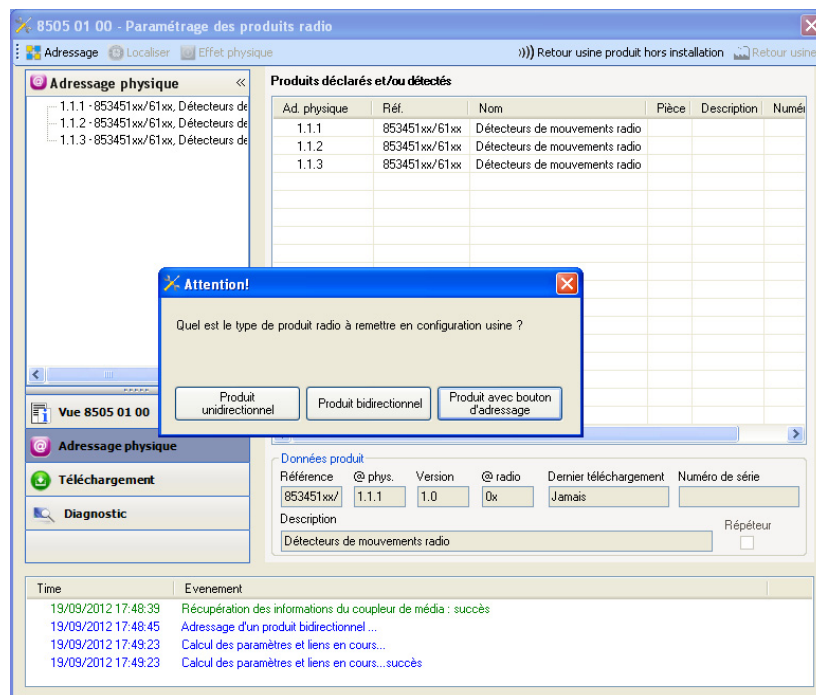 8505 01 00 - Paramétrage des produits radio
Adressage Localiser Effet physique ))) Retour usine produit hors installation Retour usine
Adressage physique «
1.1.1 - 853451xx/61xx, Détecteurs de
1.1.2 - 853451xx/61xx, Détecteurs de
1.1.3 - 853451xx/61xx, Détecteurs de
Produits déclarés et/ou détectés
Ad. physique Réf. Nom Pièce Description Numér
1.1.1 853451xx/61xx Détecteurs de mouvements radio
1.1.2 853451xx/61xx Détecteurs de mouvements radio
1.1.3 853451xx/61xx Détecteurs de mouvements radio
Attention!
Quel est le type de produit radio à remettre en configuration usine ?
Produit
unidirectionnel
Produit bidirectionnel
Produit avec bouton
d'adressage
Vue 8505 01 00
Adressage physique
Téléchargement
Diagnostic
Données produit
Référence @ phys. Version @ radio Dernier téléchargement Numéro de série
853451xx/ 1.1.1 1.0 0x Jamais
Description
Répéteur
Détecteurs de mouvements radio
Time Evenement
19/09/2012 17:48:39 Récupération des informations du coupleur de média : succès
19/09/2012 17:48:45 Adressage d'un produit bidirectionnel ...
19/09/2012 17:49:23 Calcul des paramètres et liens en cours...
19/09/2012 17:49:23 Calcul des paramètres et liens en cours...succès